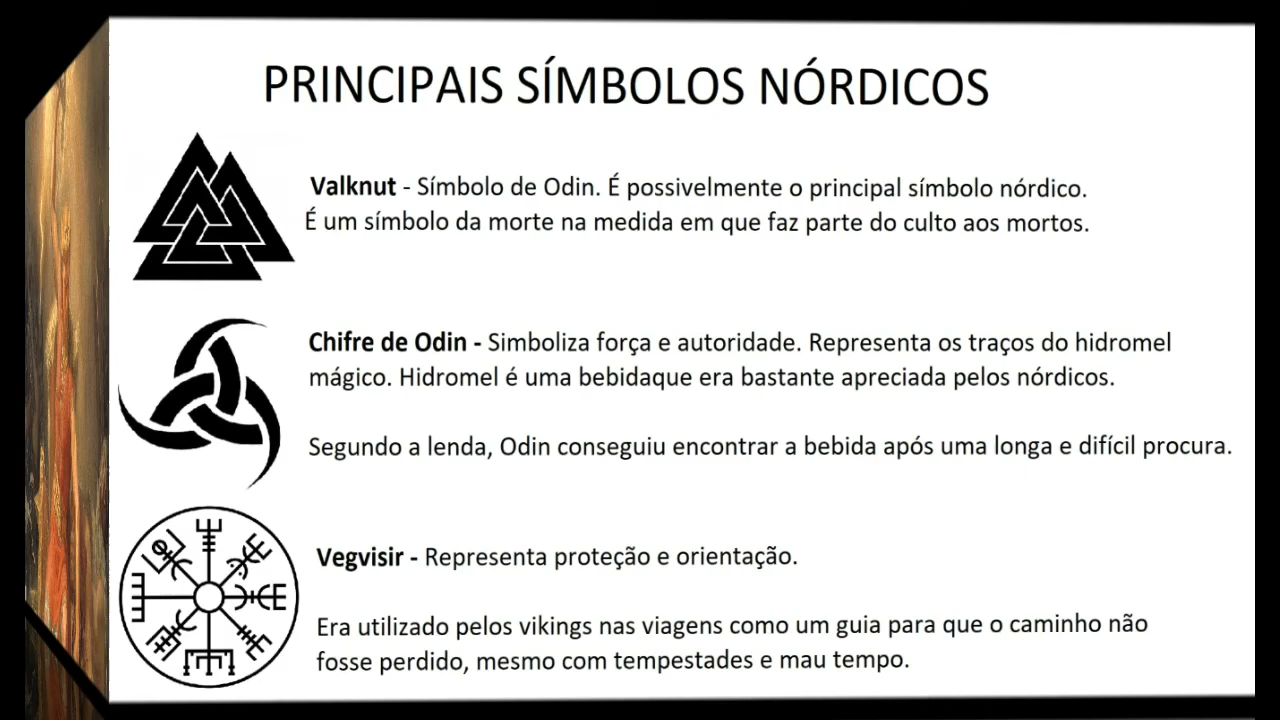 PRINCIPAIS SÍMBOLOS NÓRDICOS
Valknut - Símbolo de Odin. É possivelmente o principal símbolo nórdico.
É um símbolo da morte na medida em que faz parte do culto aos mortos.
Chifre de Odin - Simboliza força e autoridade. Representa os traços do hidromel
mágico. Hidromel é uma bebidaque era bastante apreciada pelos nórdicos.
Segundo a lenda, Odin conseguiu encontrar a bebida após uma longa e difícil procura.
Vegvisir - Representa proteção e orientação.
Era utilizado pelos vikings nas viagens como um guia para que o caminho não
fosse perdido, mesmo com tempestades e mau tempo.